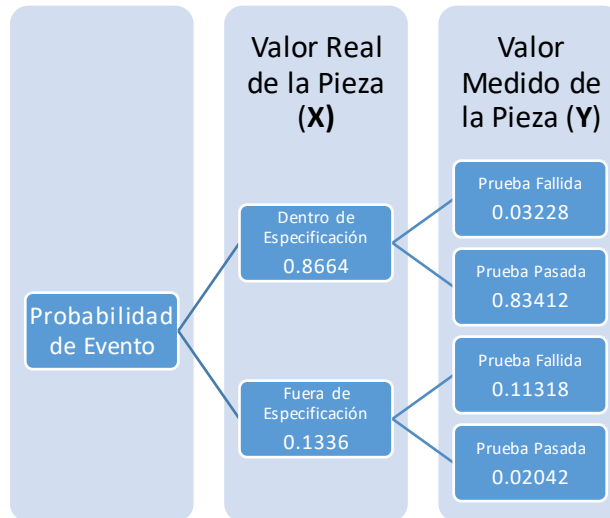 Valor Real
de la Pieza
(X)
Valor
Medido de
la Pieza (Y)
Probabilidad
de Evento
Dentro de
Especificación
0.8664
Fuera de
Especificación
0.1336
Prueba Fallida
0.03228
Prueba Pasada
0.83412
Prueba Fallida
0.11318
Prueba Pasada
0.02042